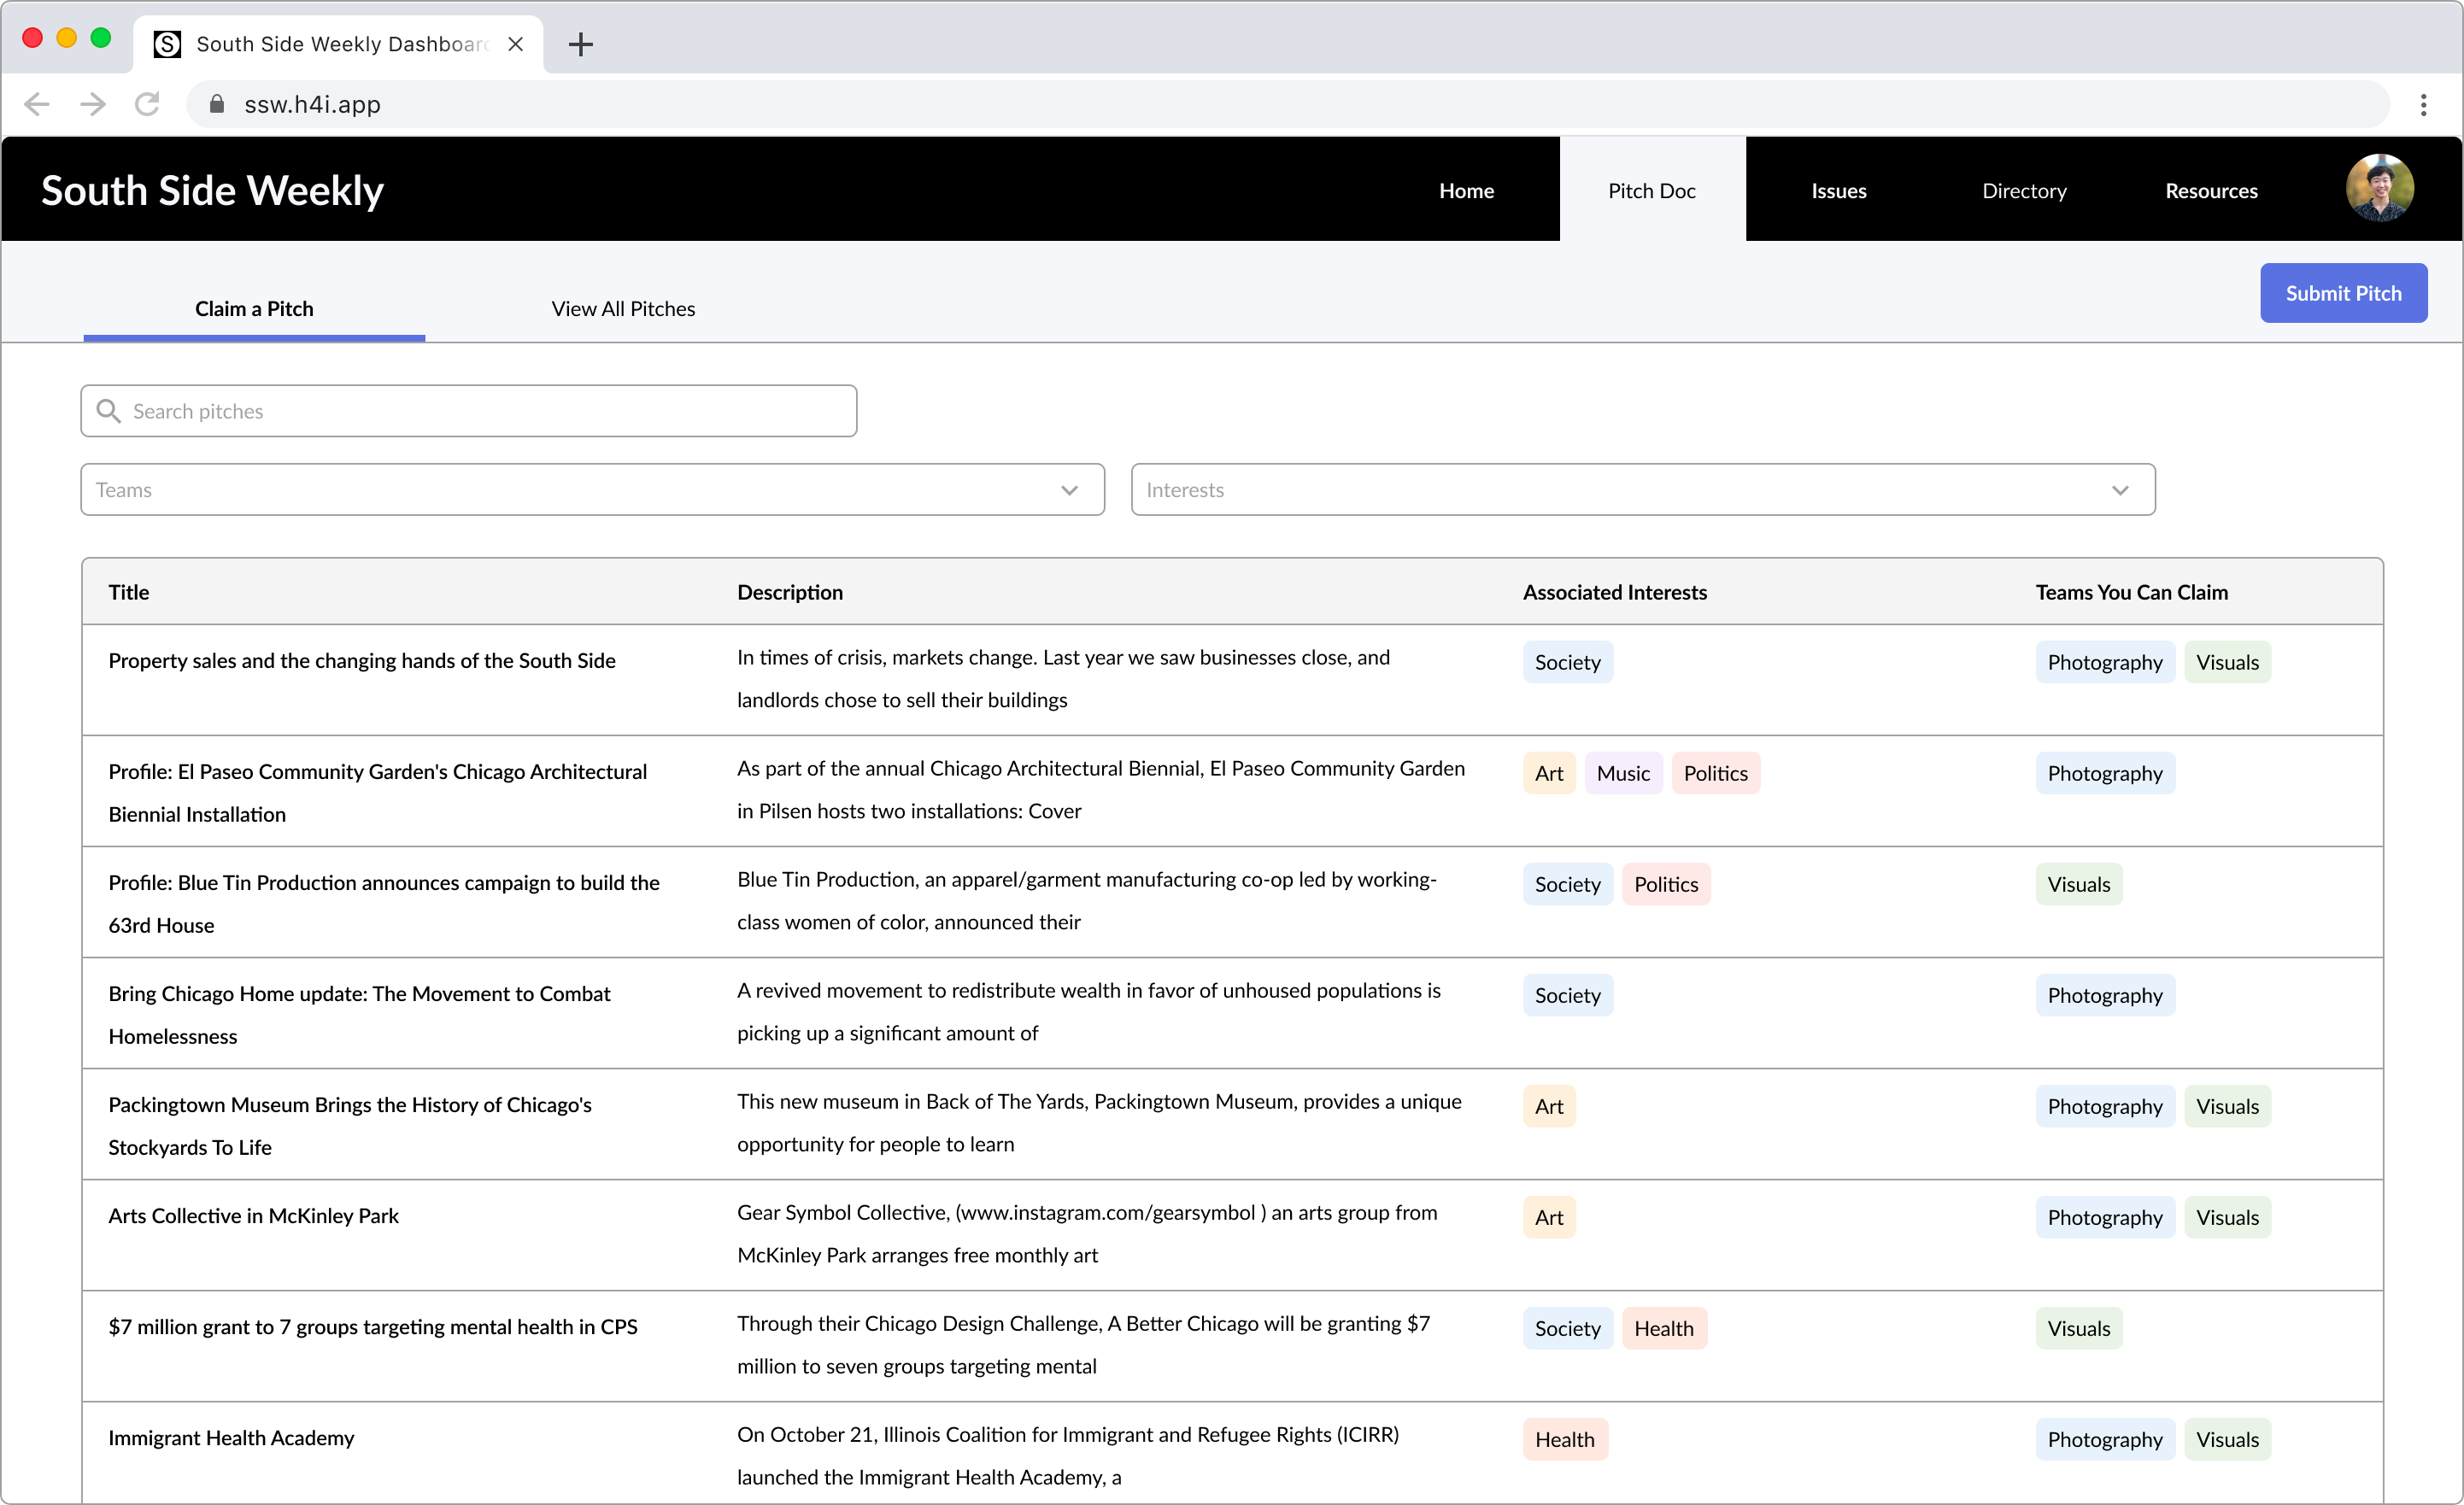 South Side Weekly Dashboard
ssw.h4i.app
South Side Weekly
Home
Pitch Doc
Issues
Directory
Resources
Claim a Pitch
View All Pitches
Submit Pitch
Search pitches
Teams
Interests
Title
Description
Associated Interests
Teams You Can Claim
Property sales and the changing hands of the South Side
In times of crisis, markets change. Last year we saw businesses close, and
landlords chose to sell their buildings
Society
Photography
Visuals
Profile: El Paseo Community Garden's Chicago Architectural
Biennial Installation
As part of the annual Chicago Architectural Biennial, El Paseo Community Garden
in Pilsen hosts two installations: Cover
Art
Music
Politics
Photography
Profile: Blue Tin Production announces campaign to build the
63rd House
Blue Tin Production, an apparel/garment manufacturing co-op led by working-
class women of color, announced their
Society
Politics
Visuals
Bring Chicago Home update: The Movement to Combat
Homelessness
A revived movement to redistribute wealth in favor of unhoused populations is
picking up a significant amount of
Society
Photography
Packingtown Museum Brings the History of Chicago's
Stockyards To Life
This new museum in Back of The Yards, Packingtown Museum, provides a unique
opportunity for people to learn
Art
Photography
Visuals
Arts Collective in McKinley Park
Gear Symbol Collective, (www.instagram.com/gearsymbol ) an arts group from
McKinley Park arranges free monthly art
Art
Photography
Visuals
$7 million grant to 7 groups targeting mental health in CPS
Through their Chicago Design Challenge, A Better Chicago will be granting $7
million to seven groups targeting mental
Society
Health
Visuals
Immigrant Health Academy
On October 21, Illinois Coalition for Immigrant and Refugee Rights (ICIRR)
launched the Immigrant Health Academy, a
Health
Photography
Visuals